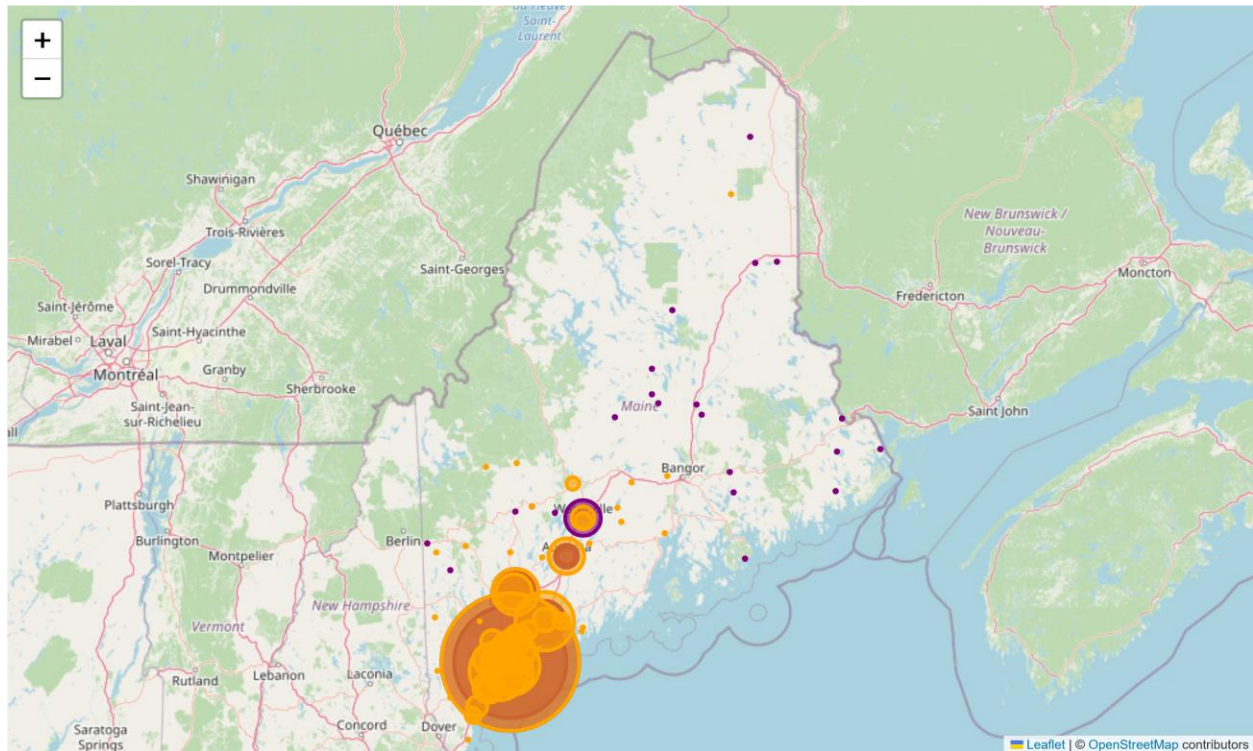 +
−
Saint-
Laurent
Québec
Shawinigan
Trois-Rivières
New Brunswick /
Nouveau-
Brunswick
Sorel-Tracy
Saint-Georges
Moncton
Drummondville
Fredericton
Saint-Jérôme
Saint-Hyacinthe
Mirabel
Laval
Granby
Montréal
Sherbrooke
Saint-Jean-
sur-Richelieu
Maine
Saint John
Bangor
Plattsburgh
Burlington
Berlin
Montpelier
New Hampshire
Vermont
Rutland
Lebanon
Laconia
Concord
Dover
Saratoga
Springs
Leaflet | © OpenStreetMap contributors